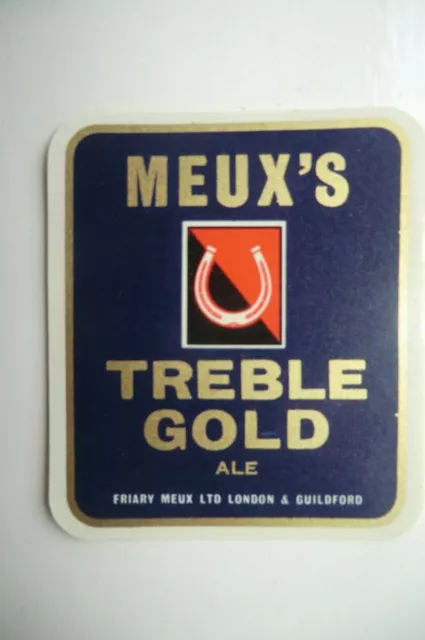 MEUX'S
TREBLE
GOLD
ALE
FRIARY MEUX LTD LONDON & GUILDFORD